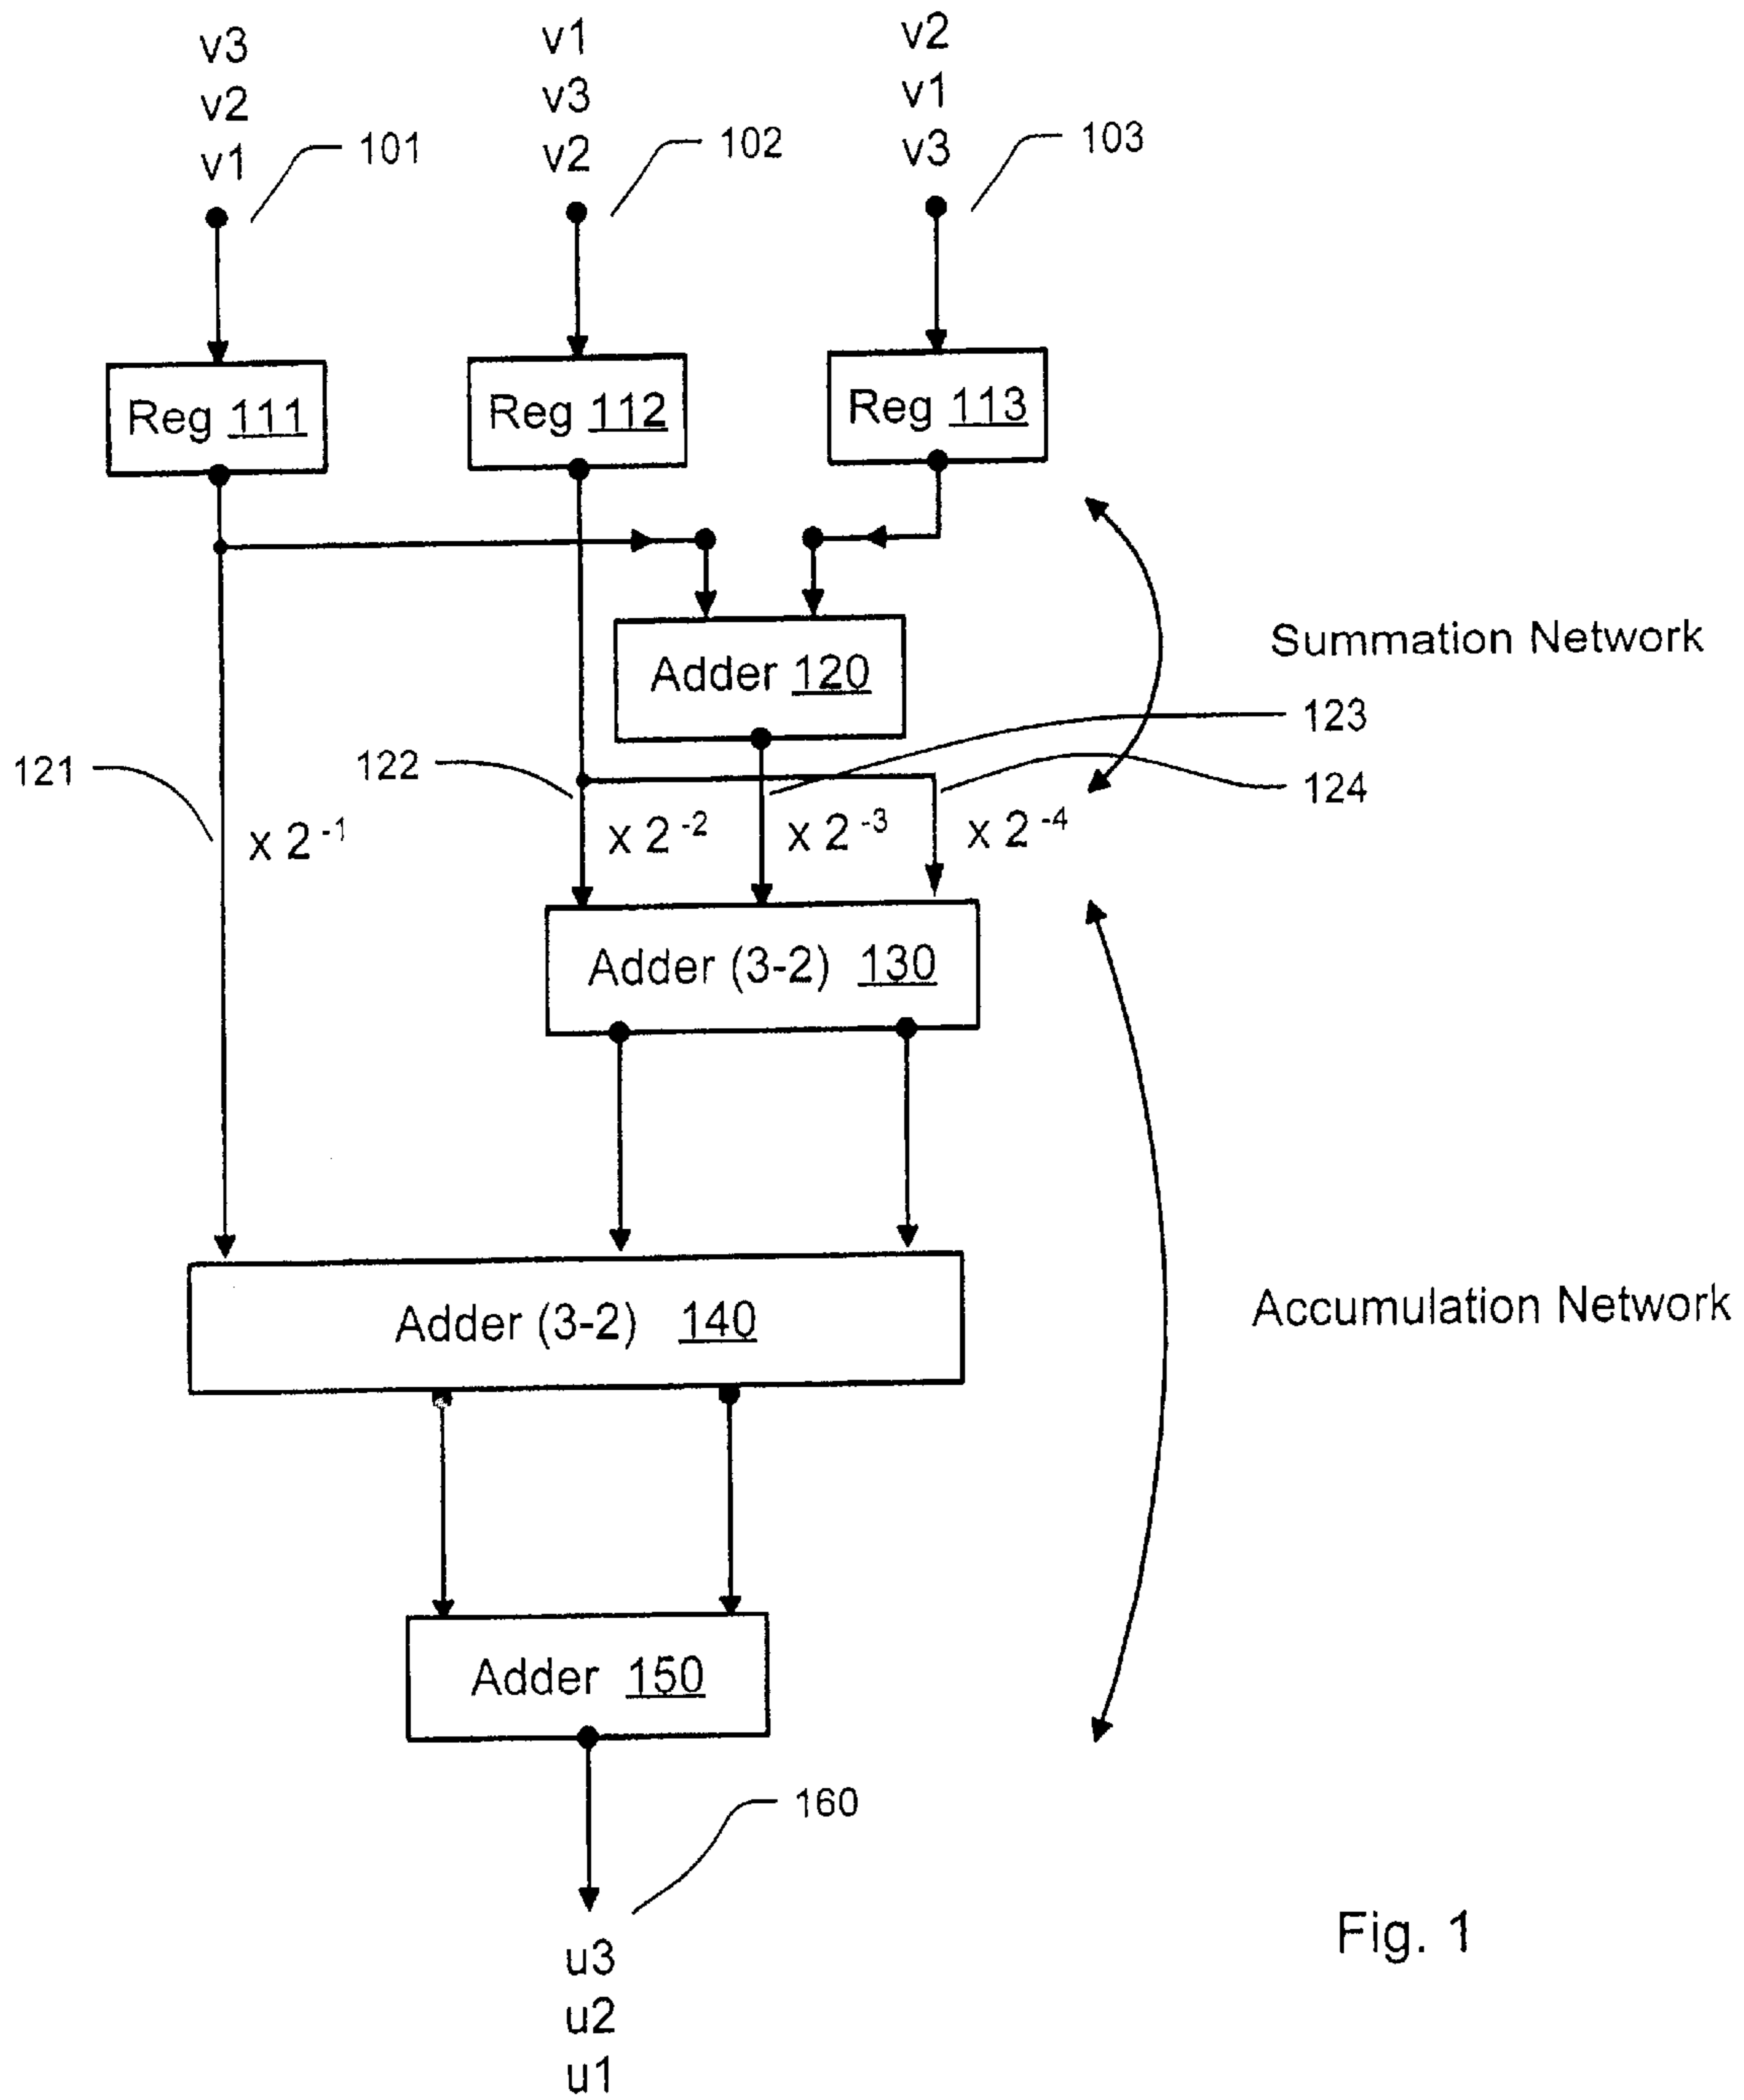 v3 v1 v2
v2 v3 v1
v1 v2 v3
101 102 103
Reg 111 Reg 112 Reg 113
Summation Network
Adder 120
123
121 122 124
x 2 -1 x 2 -2 x 2 -3 x 2 -4
Adder (3-2) 130
Accumulation Network
Adder (3-2) 140
Adder 150
160
Fig. 1
u3
u2
u1